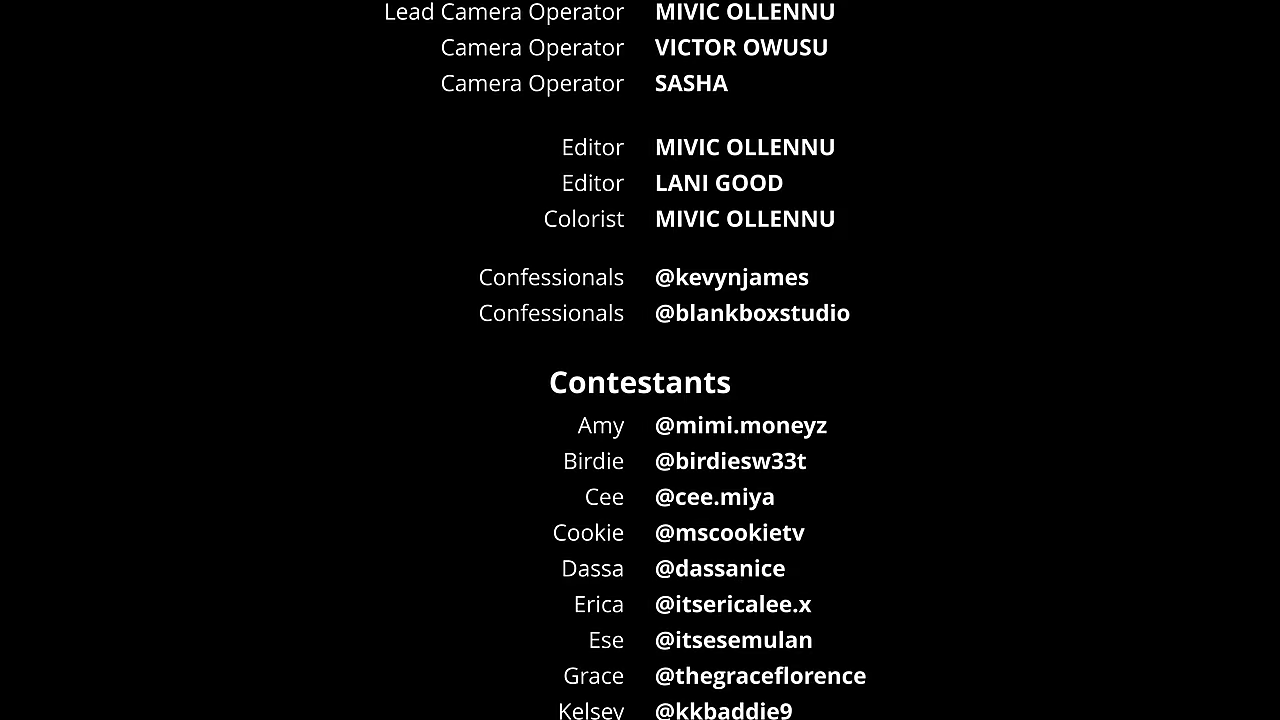 Lead Camera Operator MIVIC OLLENNU
Camera Operator VICTOR OWUSU
Camera Operator SASHA
Editor MIVIC OLLENNU
Editor LANI GOOD
Colorist MIVIC OLLENNU
Confessionals @kevynjames
Confessionals @blankboxstudio
Contestants
Amy @mimi.moneyz
Birdie @birdiesw33t
Cee @cee.miya
Cookie @mscookietv
Dassa @dassanice
Erica @itsericalee.x
Ese @itsesemulan
Grace @thegraceflorence
Kelsey @kkbaddie9